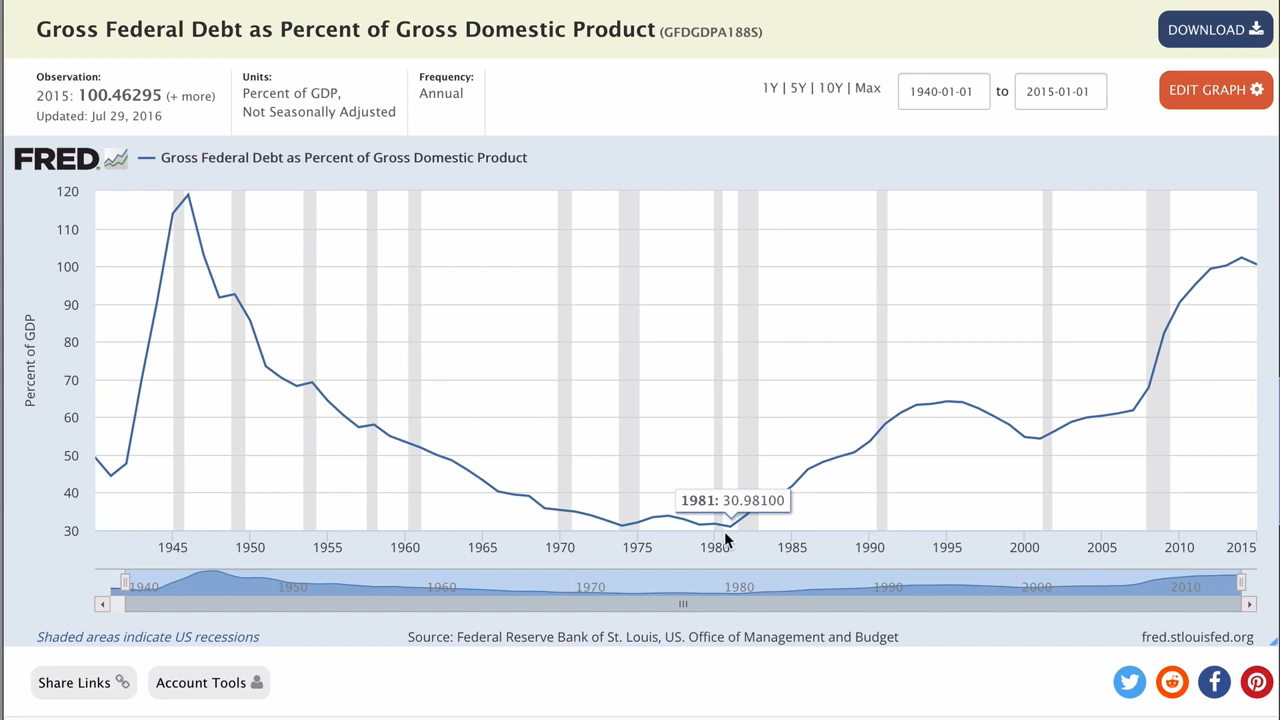 Gross Federal Debt as Percent of Gross Domestic Product (GFDGDPA188S)
DOWNLOAD
Observation:
2015: 100.46295 (+ more)
Updated: Jul 29, 2016
Units:
Percent of GDP,
Not Seasonally Adjusted
Frequency:
Annual
1Y | 5Y | 10Y | Max
1940-01-01 to 2015-01-01
EDIT GRAPH
FRED
Gross Federal Debt as Percent of Gross Domestic Product
Percent of GDP
120
110
100
90
80
70
60
50
40
30
1981: 30.98100
1945 1950 1955 1960 1965 1970 1975 1980 1985 1990 1995 2000 2005 2010 2015
1940 1950 1960 1970 1980 1990 2000 2010
Shaded areas indicate US recessions
Source: Federal Reserve Bank of St. Louis, US. Office of Management and Budget
fred.stlouisfed.org
Share Links
Account Tools